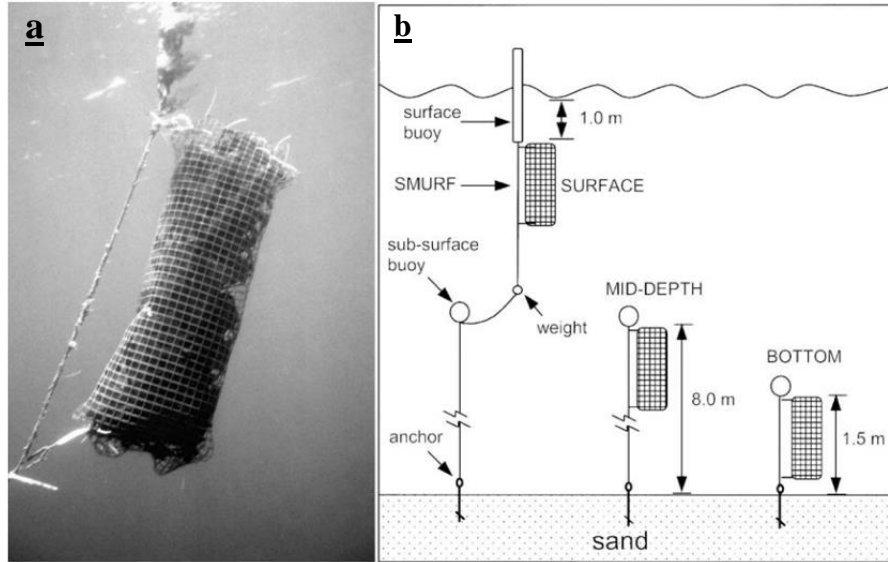 a
b
surface
buoy
1.0 m
SMURF
SURFACE
sub-surface
buoy
MID-DEPTH
weight
BOTTOM
8.0 m
1.5 m
anchor
sand